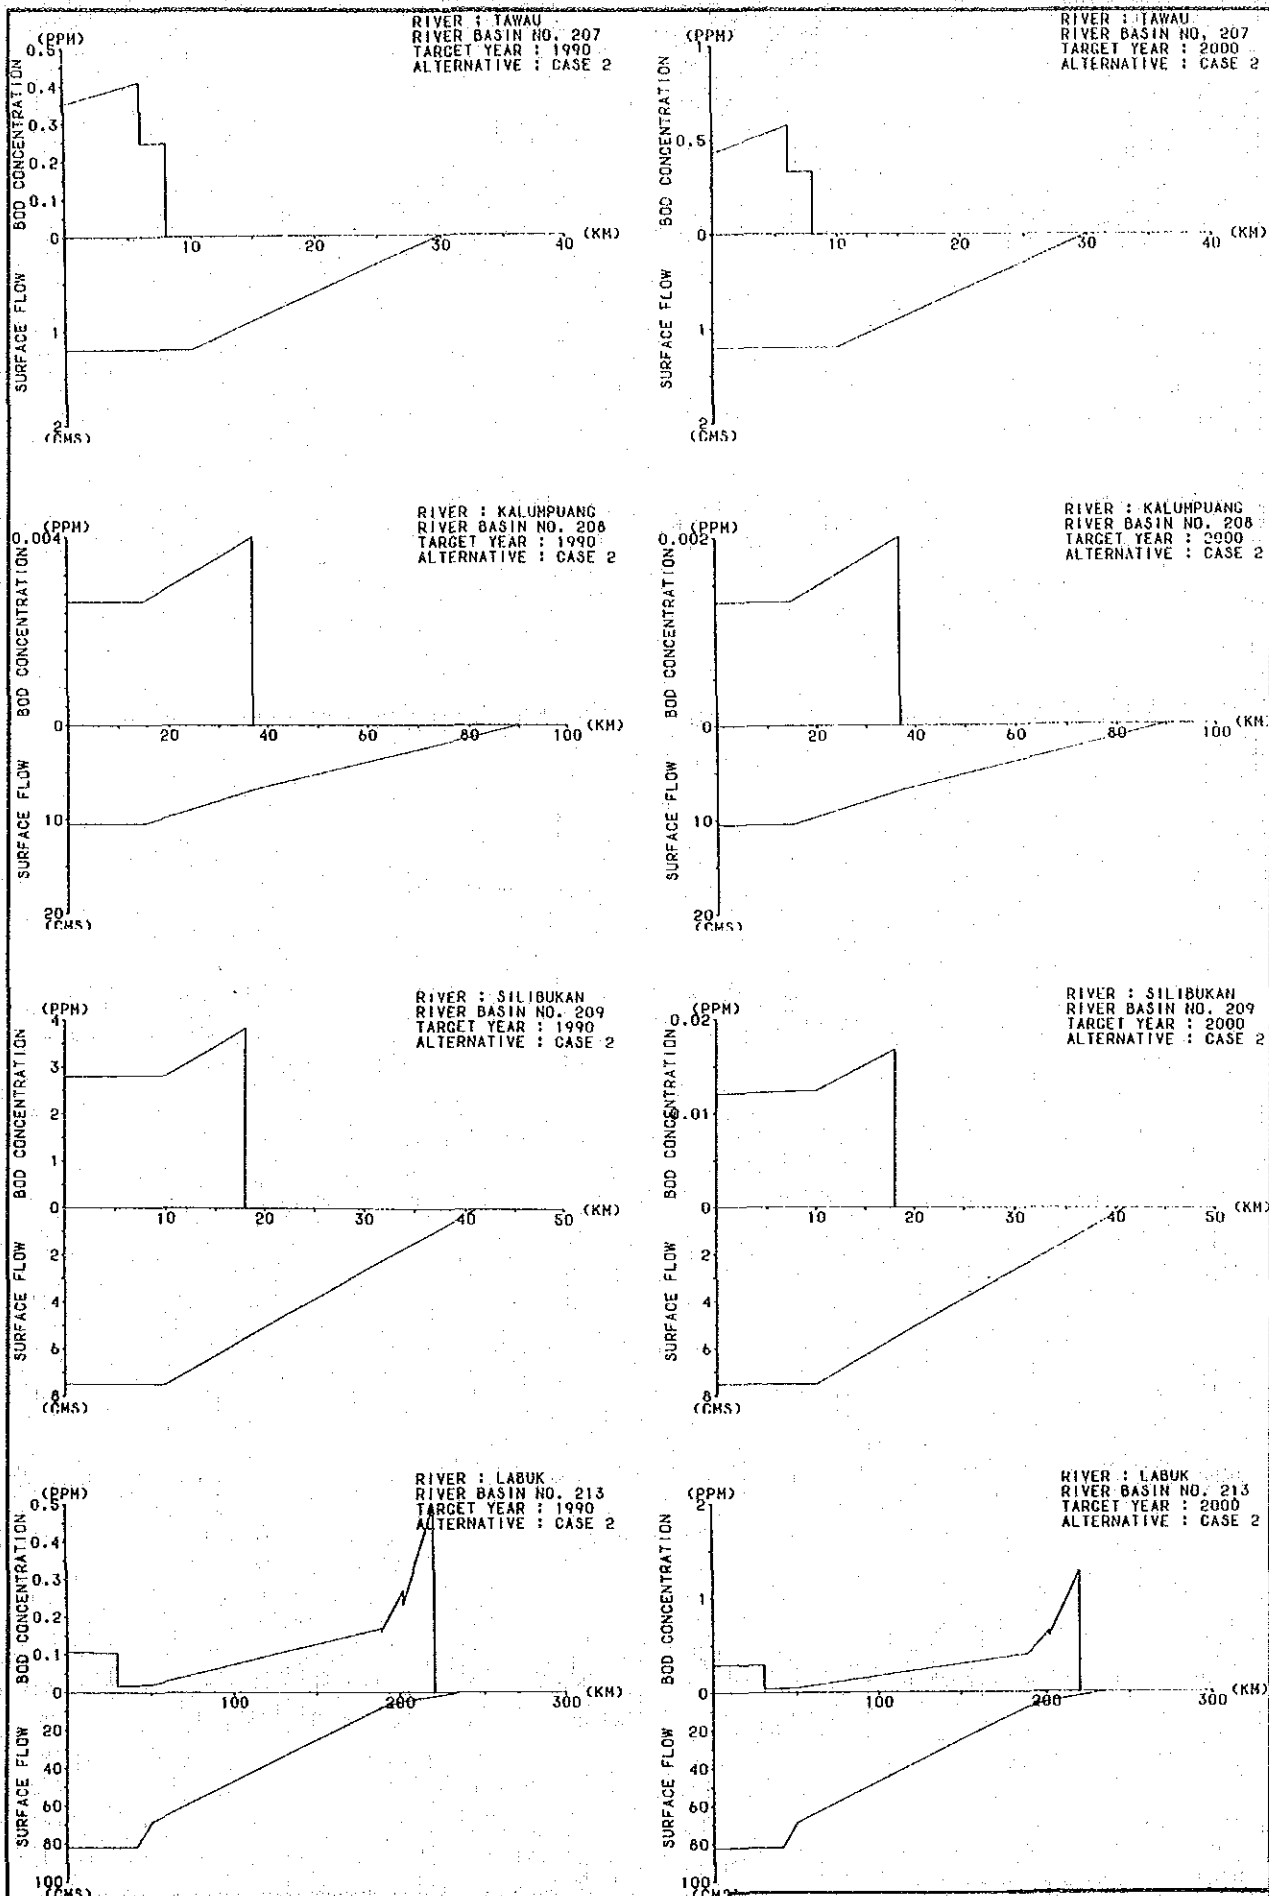 RIVER : TAWAU
RIVER BASIN NO. 207
TARGET YEAR : 1990
ALTERNATIVE : CASE 2
(PPM)
0.5
0.4
0.3
0.2
0.1
0
BOD CONCENTRATION
10 20 30 40 (KM)
SURFACE FLOW
1
2
(CMS)
RIVER : TAWAU
RIVER BASIN NO. 207
TARGET YEAR : 2000
ALTERNATIVE : CASE 2
(PPM)
1
0.5
0
BOD CONCENTRATION
10 20 30 40 (KM)
SURFACE FLOW
1
2
(CMS)
RIVER : KALUMPUANG
RIVER BASIN NO. 208
TARGET YEAR : 1990
ALTERNATIVE : CASE 2
(PPM)
0.004
0
BOD CONCENTRATION
20 40 60 80 100 (KM)
SURFACE FLOW
10
20
(CMS)
RIVER : KALUMPUANG
RIVER BASIN NO. 208
TARGET YEAR : 2000
ALTERNATIVE : CASE 2
(PPM)
0.002
0
BOD CONCENTRATION
20 40 60 80 100 (KM)
SURFACE FLOW
10
20
(CMS)
RIVER : SILIBUKAN
RIVER BASIN NO. 209
TARGET YEAR : 1990
ALTERNATIVE : CASE 2
(PPM)
4
3
2
1
0
BOD CONCENTRATION
10 20 30 40 50 (KM)
SURFACE FLOW
2
4
6
8
(CMS)
RIVER : SILIBUKAN
RIVER BASIN NO. 209
TARGET YEAR : 2000
ALTERNATIVE : CASE 2
(PPM)
0.02
0.01
0
BOD CONCENTRATION
10 20 30 40 50 (KM)
SURFACE FLOW
2
4
6
8
(CMS)
RIVER : LABUK
RIVER BASIN NO. 213
TARGET YEAR : 1990
ALTERNATIVE : CASE 2
(PPM)
0.5
0.4
0.3
0.2
0.1
0
BOD CONCENTRATION
100 200 300 (KM)
SURFACE FLOW
20
40
60
80
100
(CMS)
RIVER : LABUK
RIVER BASIN NO. 213
TARGET YEAR : 2000
ALTERNATIVE : CASE 2
(PPM)
2
1
0
BOD CONCENTRATION
100 200 300 (KM)
SURFACE FLOW
20
40
60
80
100
(CMS)